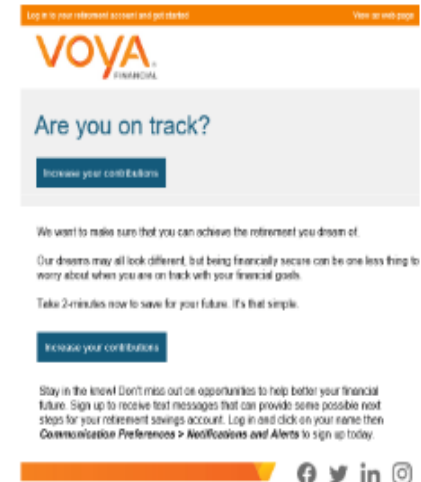 Log in to your retirement account and get started
View as web page
VOYA
FINANCIAL
Are you on track?
Increase your contributions
We want to make sure that you can achieve the retirement you dream of.
Our dreams may all look different, but being financially secure can be one less thing to
worry about when you are on track with your financial goals.
Take 2-minutes now to save for your future. It's that simple.
Increase your contributions
Stay in the know! Don't miss out on opportunities to help better your financial
future. Sign up to receive text messages that can provide some possible next
steps for your retirement savings account. Log in and click on your name then
Communication Preferences > Notifications and Alerts to sign up today.